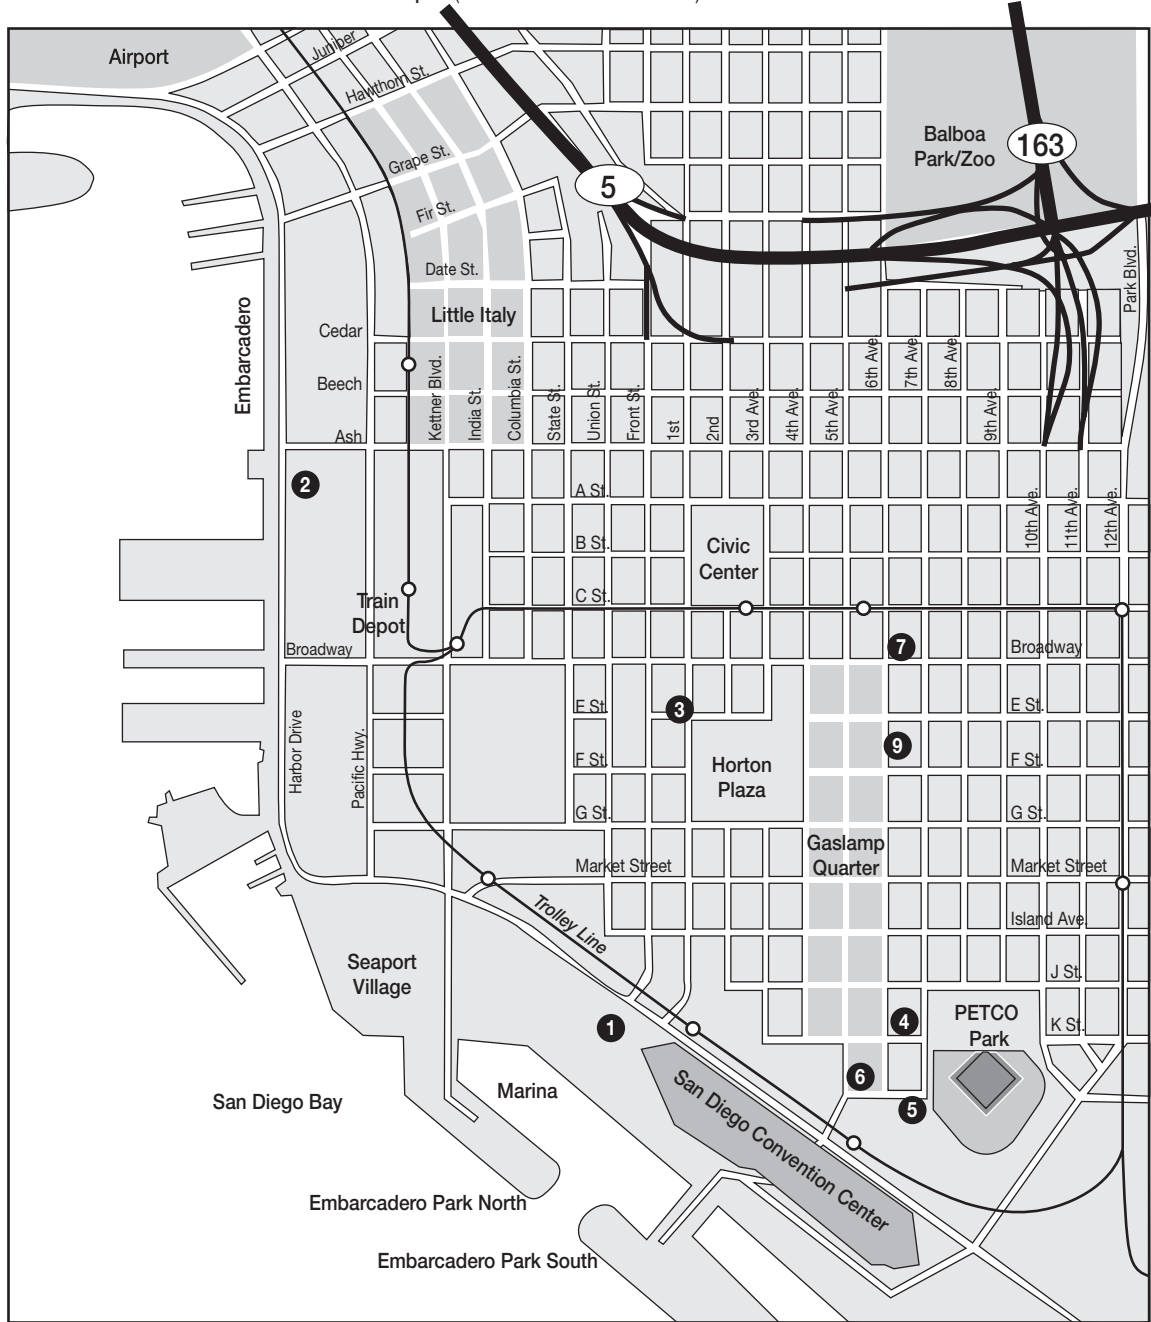 Airport
Juniper
Hawthorn St.
Grape St.
Fir St.
5
163
Balboa
Park/Zoo
Date St.
Little Italy
Park Blvd.
Embarcadero
Cedar
Beech
Ash
Kettner Blvd.
India St.
Columbia St.
State St.
Union St.
Front St.
1st
2nd
3rd Ave.
4th Ave.
5th Ave.
6th Ave.
7th Ave.
8th Ave.
9th Ave.
10th Ave.
11th Ave.
12th Ave.
2
A St.
B St.
C St.
Civic
Center
Train
Depot
Broadway
7
Broadway
Harbor Drive
Pacific Hwy.
E St.
3
E St.
F St.
9
F St.
Horton
Plaza
G St.
G St.
Gaslamp
Quarter
Market Street
Market Street
Trolley Line
Island Ave.
Seaport
Village
J St.
1
4
PETCO
Park
K St.
6
5
San Diego Bay
Marina
San Diego Convention Center
Embarcadero Park North
Embarcadero Park South